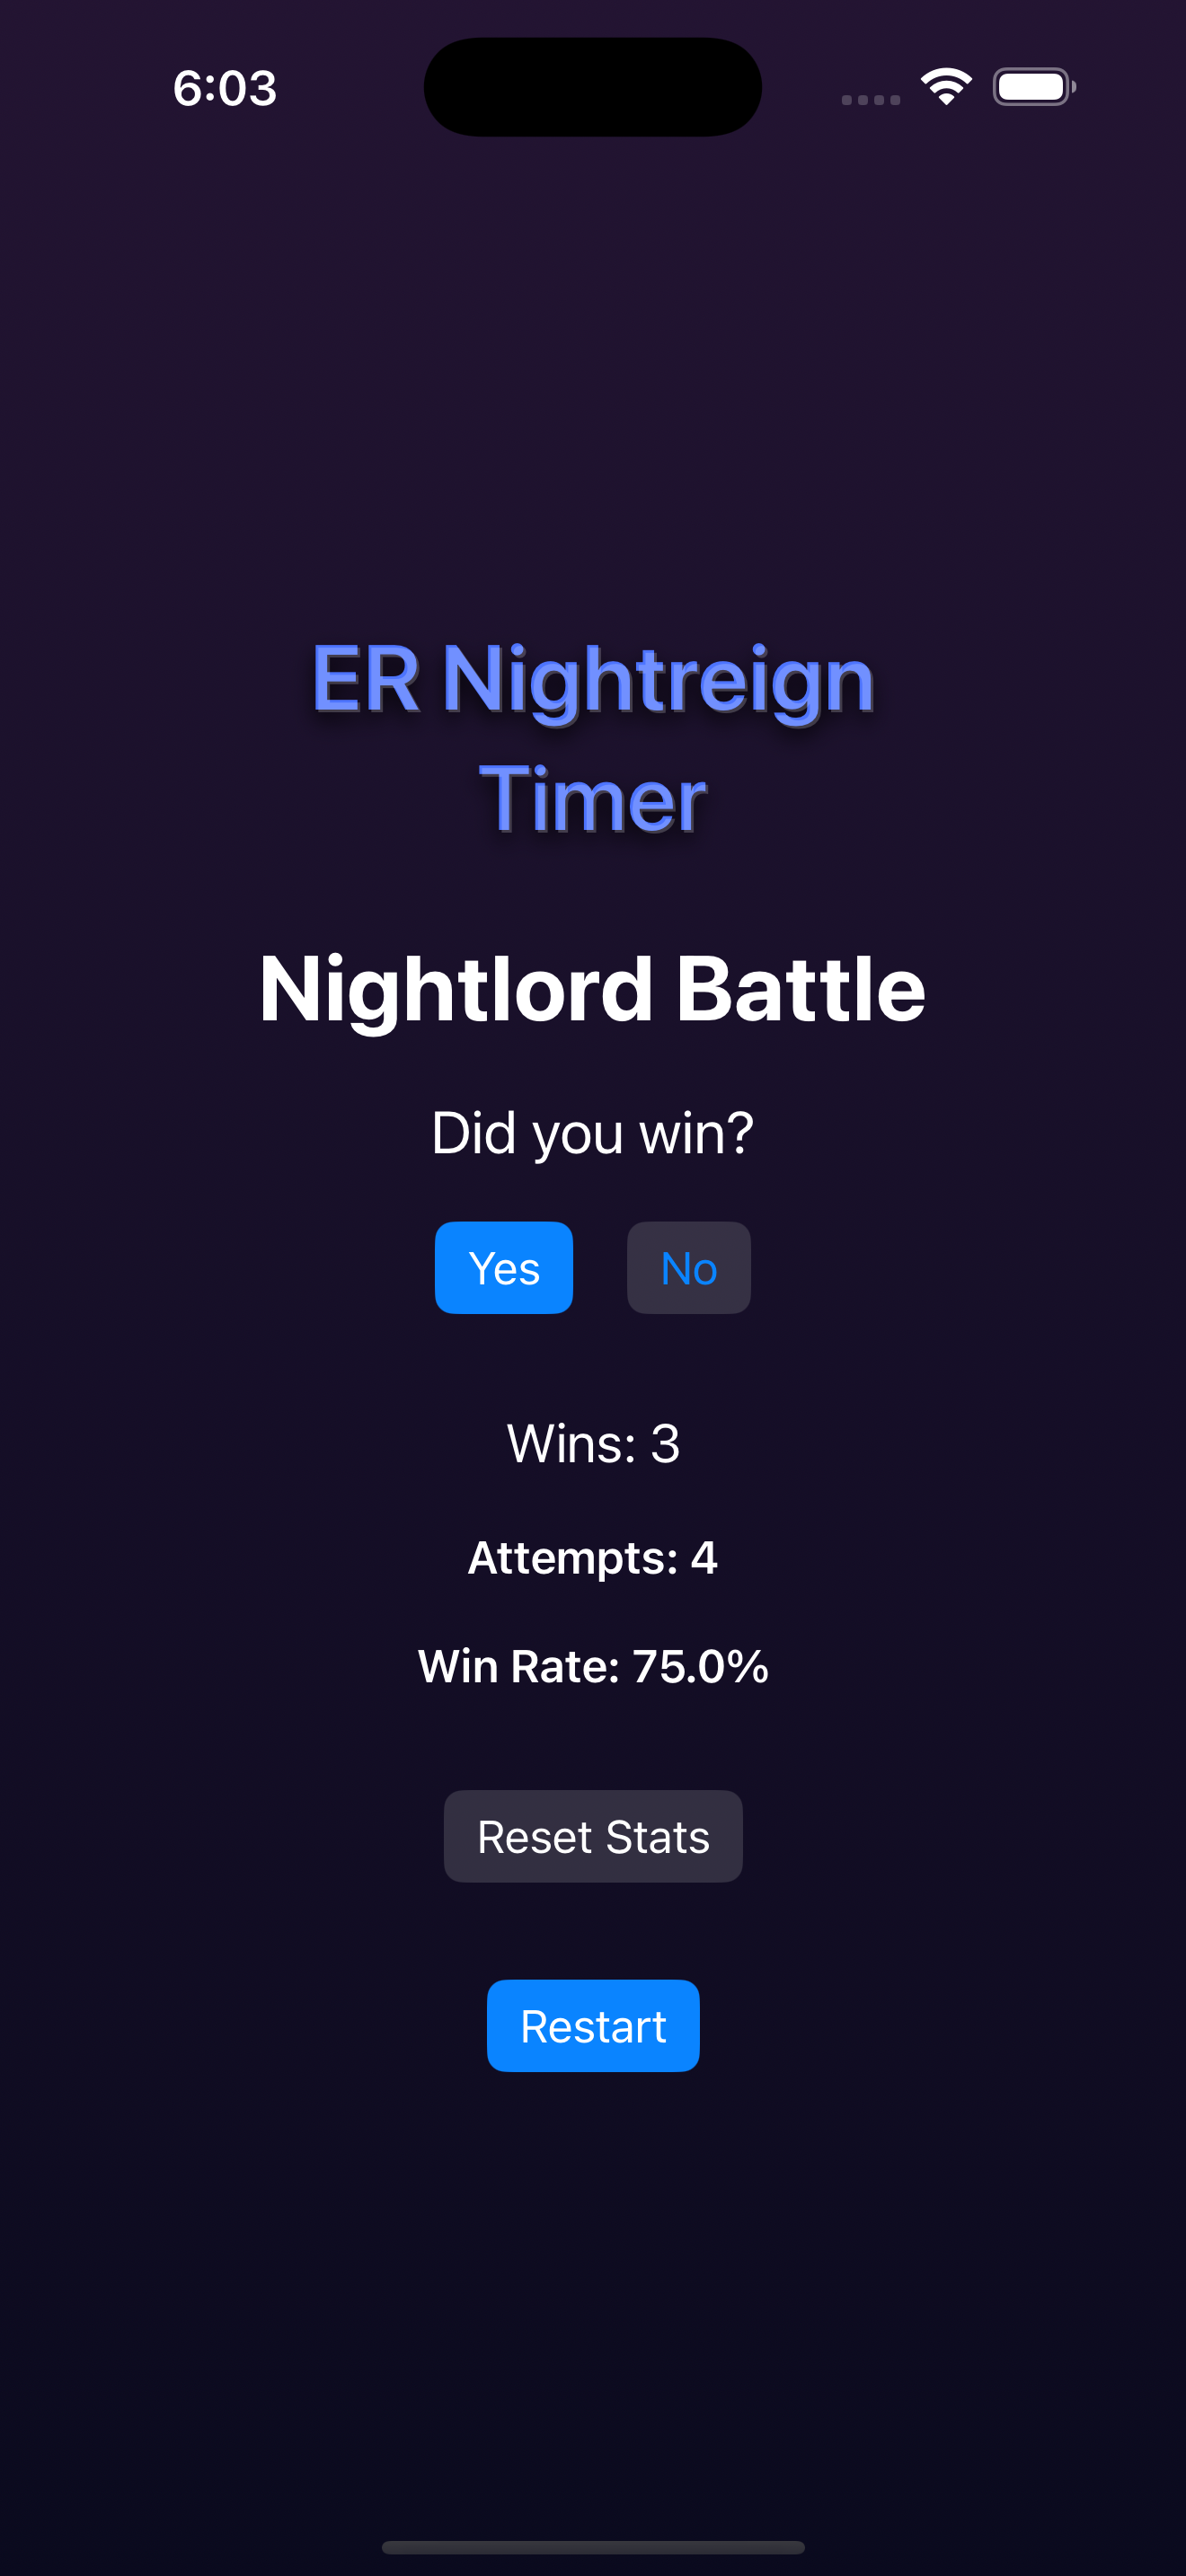 6:03
ER Nightreign
Timer
Nightlord Battle
Did you win?
Yes No
Wins: 3
Attempts: 4
Win Rate: 75.0%
Reset Stats
Restart